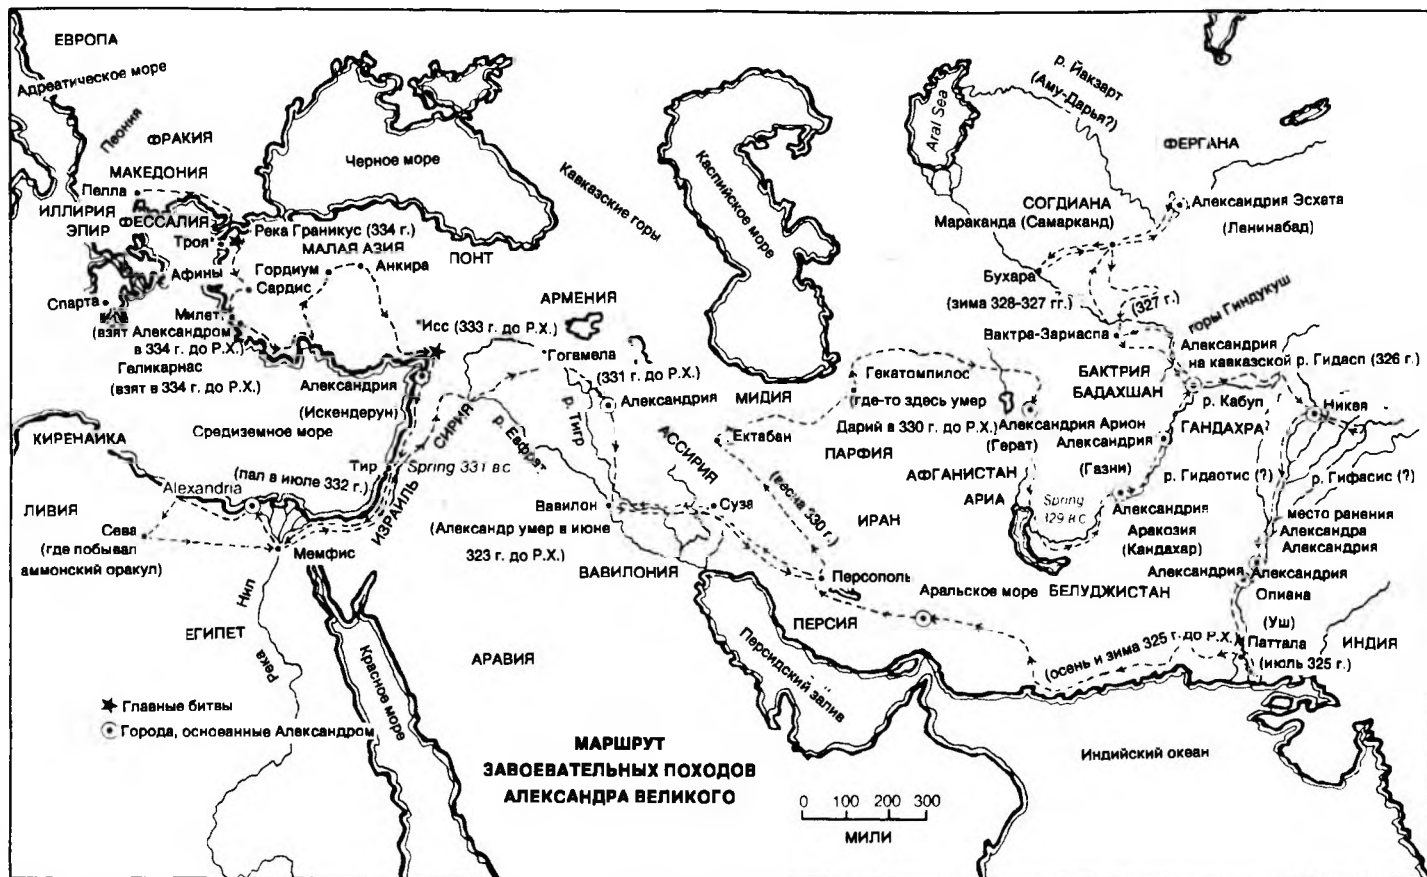 ЕВРОПА
Адреатическое море
Пеония
ФРАКИЯ
МАКЕДОНИЯ
Пелла
ИЛЛИРИЯ
ЭПИР
ФЕССАЛИЯ
Троя
Река Граникус (334 г.)
МАЛАЯ АЗИЯ
Афины
Гордиум
Анкира
Сардис
Спарта
Милет
(взят Александром
в 334 г. до Р.Х.)
Геликарнас
(взят в 334 г. до Р.Х.)
Черное море
ПОНТ
Кавказские горы
Каспийское море
АРМЕНИЯ
Исс (333 г. до Р.Х.)
Гогамела
(331 г. до Р.Х.)
Александрия
(Искендерун)
Александрия
р. Тигр
р. Евфрат
СИРИЯ
Средиземное море
КИРЕНАИКА
Тир
Spring 331 BC
(пал в июле 332 г.)
Alexandria
ИЗРАИЛЬ
ЛИВИЯ
Сева
(где побывал
аммонский оракул)
Мемфис
Нил
Река
ЕГИПЕТ
Красное море
АРАВИЯ
Вавилон
(Александр умер в июне
323 г. до Р.Х.)
ВАВИЛОНИЯ
АССИРИЯ
Суза
МИДИЯ
Ектабан
(весна 330 г.)
Гекатомпилос
(где-то здесь умер
Дарий в 330 г. до Р.Х.)
ПАРФИЯ
ИРАН
Персополь
ПЕРСИЯ
Персидский залив
Аральское море
Aral Sea
р. Йакзарт
(Аму-Дарья?)
ФЕРГАНА
СОГДИАНА
Мараканда (Самарканд)
Александрия Эсхата
(Ленинабад)
Бухара
(зима 328-327 гг.)
(327 г.)
горы Гиндукуш
Вактра-Зариаспа
Александрия
на кавказской р. Гидасп (326 г.)
БАКТРИЯ
БАДАХШАН
р. Кабул
Никея
ГАНДАХРА
Александрия Арион
(Герат)
Александрия
(Газни)
АФГАНИСТАН
АРИА
Spring
329 BC
р. Гидаотис (?)
р. Гифасис (?)
Александрия
Аракозия
(Кандахар)
место ранения
Александра
Александрия
Александрия
Александрия
Опиана
(Уш)
БЕЛУДЖИСТАН
Паттала
(июль 325 г.)
ИНДИЯ
(осень и зима 325 г. до Р.Х.)
Индийский океан
Главные битвы
Города, основанные Александром
МАРШРУТ
ЗАВОЕВАТЕЛЬНЫХ ПОХОДОВ
АЛЕКСАНДРА ВЕЛИКОГО
0 100 200 300
МИЛИ